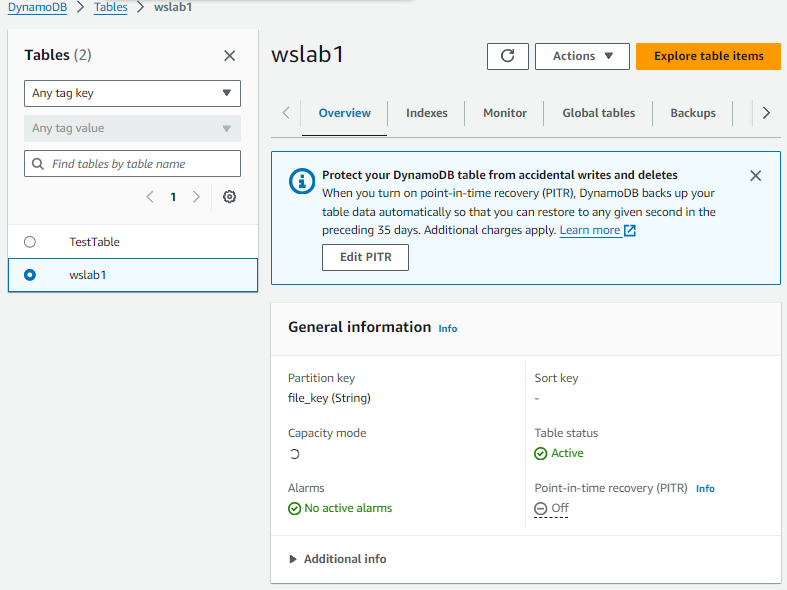 DynamoDB > Tables > wslab1
Tables (2)
Any tag key
Any tag value
Find tables by table name
1
TestTable
wslab1
wslab1
Actions
Explore table items
Overview
Indexes
Monitor
Global tables
Backups
Protect your DynamoDB table from accidental writes and deletes
When you turn on point-in-time recovery (PITR), DynamoDB backs up your
table data automatically so that you can restore to any given second in the
preceding 35 days. Additional charges apply. Learn more
Edit PITR
General information Info
Partition key
file_key (String)
Sort key
-
Capacity mode
Table status
Active
Alarms
No active alarms
Point-in-time recovery (PITR) Info
Off
Additional info